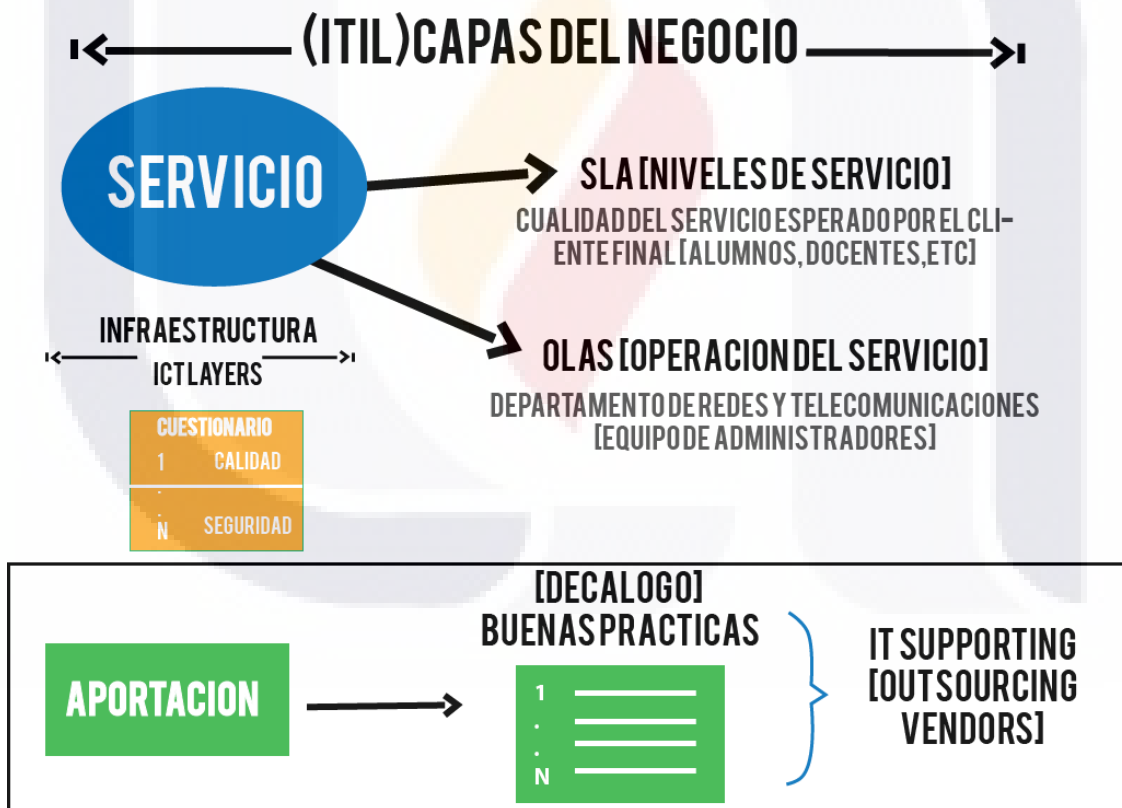 (ITIL)CAPAS DEL NEGOCIO
SERVICIO
SLA [NIVELES DE SERVICIO]
CUALIDAD DEL SERVICIO ESPERADO POR EL CLI-
ENTE FINAL [ALUMNOS, DOCENTES,ETC]
INFRAESTRUCTURA
ICT LAYERS
OLAS [OPERACION DEL SERVICIO]
DEPARTAMENTO DE REDES Y TELECOMUNICACIONES
[EQUIPO DE ADMINISTRADORES]
CUESTIONARIO
1 CALIDAD
.
.
N SEGURIDAD
[DECALOGO]
BUENAS PRACTICAS
APORTACION
1
.
.
N
IT SUPPORTING
[OUTSOURCING
VENDORS]